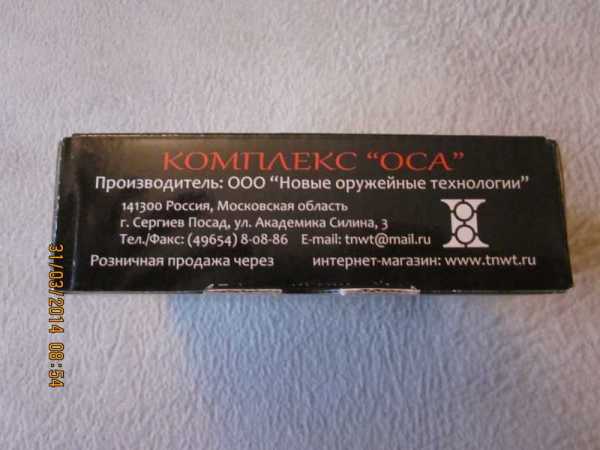 КОМПЛЕКС “ОСА”
Производитель: ООО “Новые оружейные технологии”
141300 Россия, Московская область
г. Сергиев Посад, ул. Академика Силина, 3
Тел./Факс: (49654) 8-08-86 E-mail: tnwt@mail.ru
Розничная продажа через интернет-магазин: www.tnwt.ru
31/03/2014 08:54